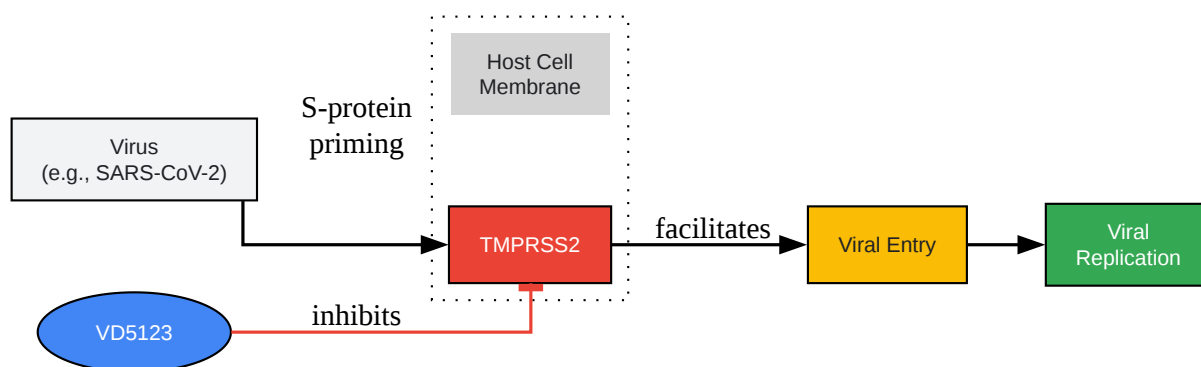 Host Cell
Membrane
S-protein
priming
Virus
(e.g., SARS-CoV-2)
TMPRSS2
facilitates
Viral Entry
Viral
Replication
VD5123
inhibits